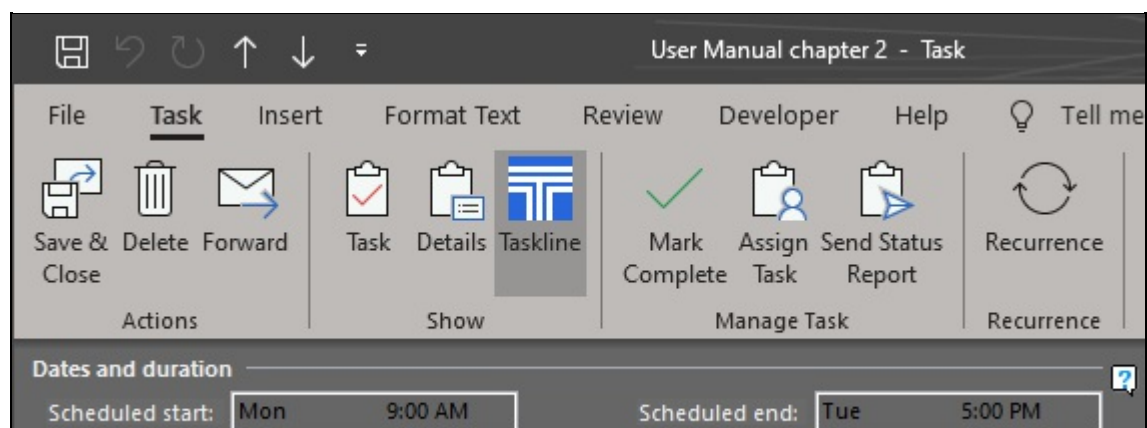 User Manual chapter 2 - Task
File Task Insert Format Text Review Developer Help Tell me
Save & Close Delete Forward Task Details Taskline Mark Complete Assign Task Send Status Report Recurrence
Actions Show Manage Task Recurrence
Dates and duration
?
Scheduled start: Mon 9:00 AM Scheduled end: Tue 5:00 PM